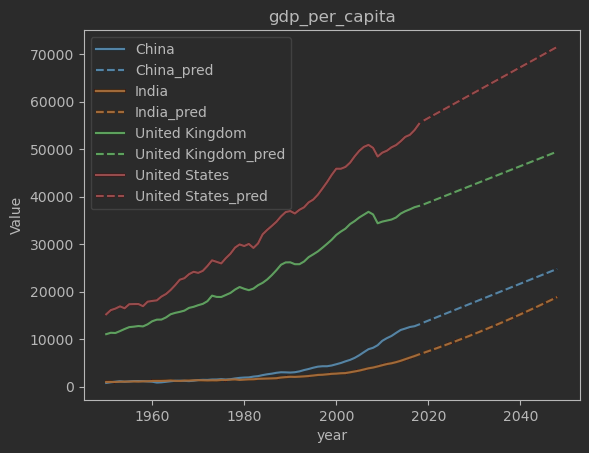 gdp_per_capita
China
China_pred
India
India_pred
United Kingdom
United Kingdom_pred
United States
United States_pred
70000
60000
50000
40000
30000
20000
10000
0
Value
1960 1980 2000 2020 2040
year